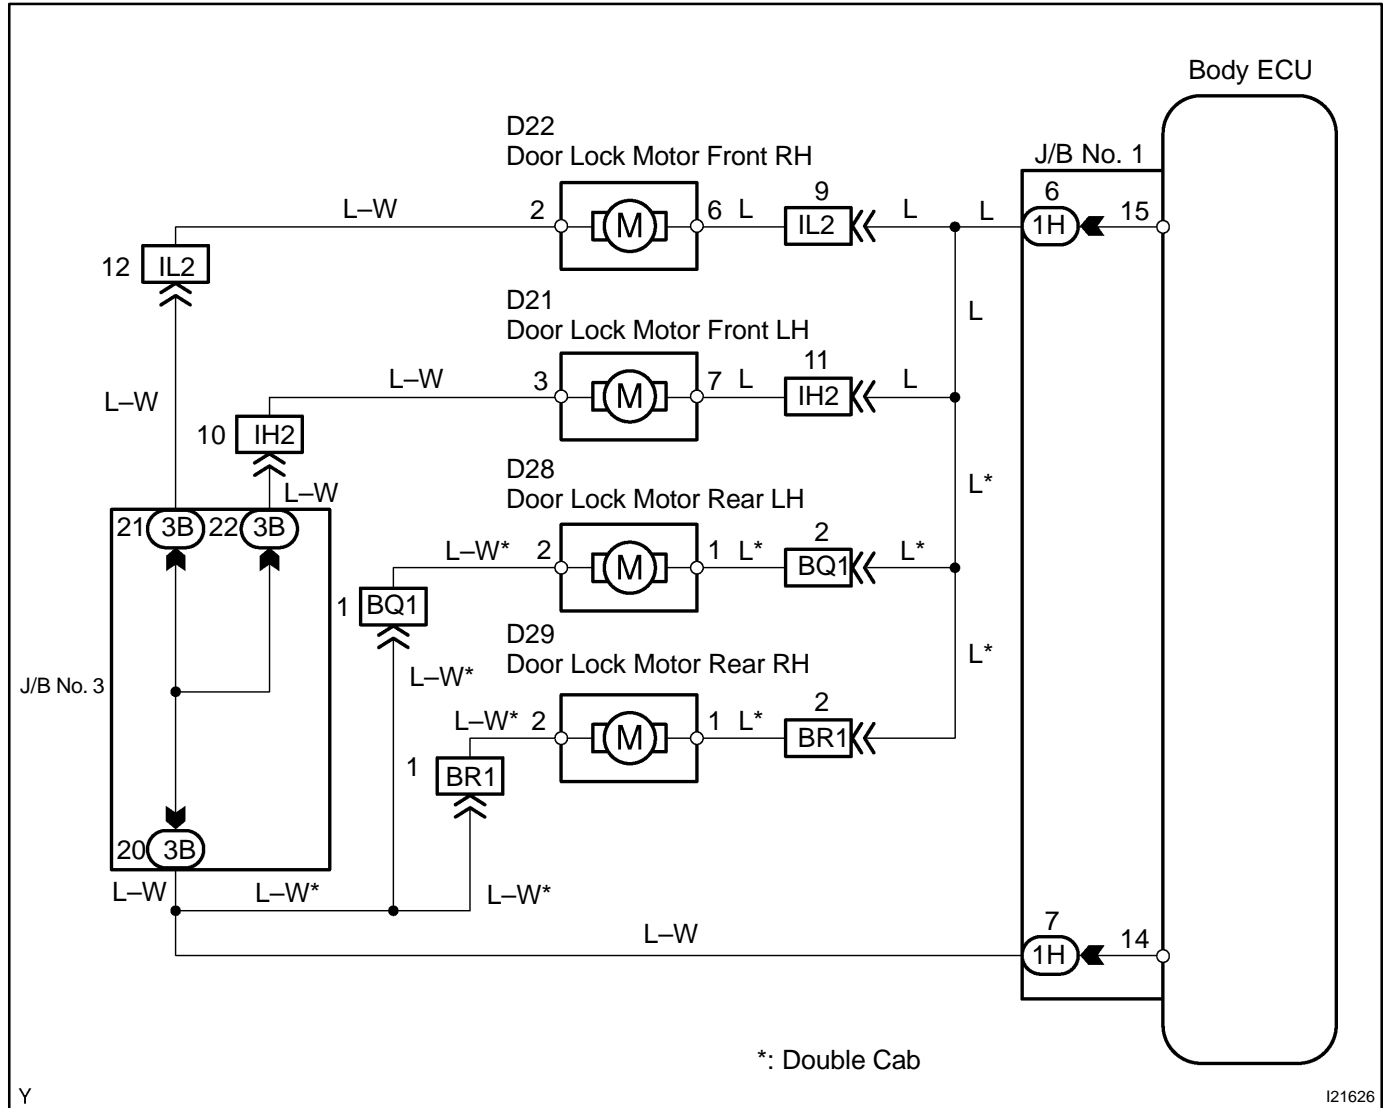 Body ECU
D22
Door Lock Motor Front RH
J/B No. 1
L–W
2
6
L
9
IL2
L
L
6
1H
15
12
IL2
D21
Door Lock Motor Front LH
L
L–W
L–W
3
7
L
11
IH2
L
10
IH2
L–W
D28
Door Lock Motor Rear LH
L*
21
3B
22
3B
L–W*
2
1
L*
2
BQ1
L*
1
BQ1
D29
Door Lock Motor Rear RH
L–W*
L*
J/B No. 3
L–W*
2
1
L*
2
BR1
1
BR1
20
3B
L–W
L–W*
L–W*
L–W
7
1H
14
*: Double Cab
Y
I21626
M
M
M
M